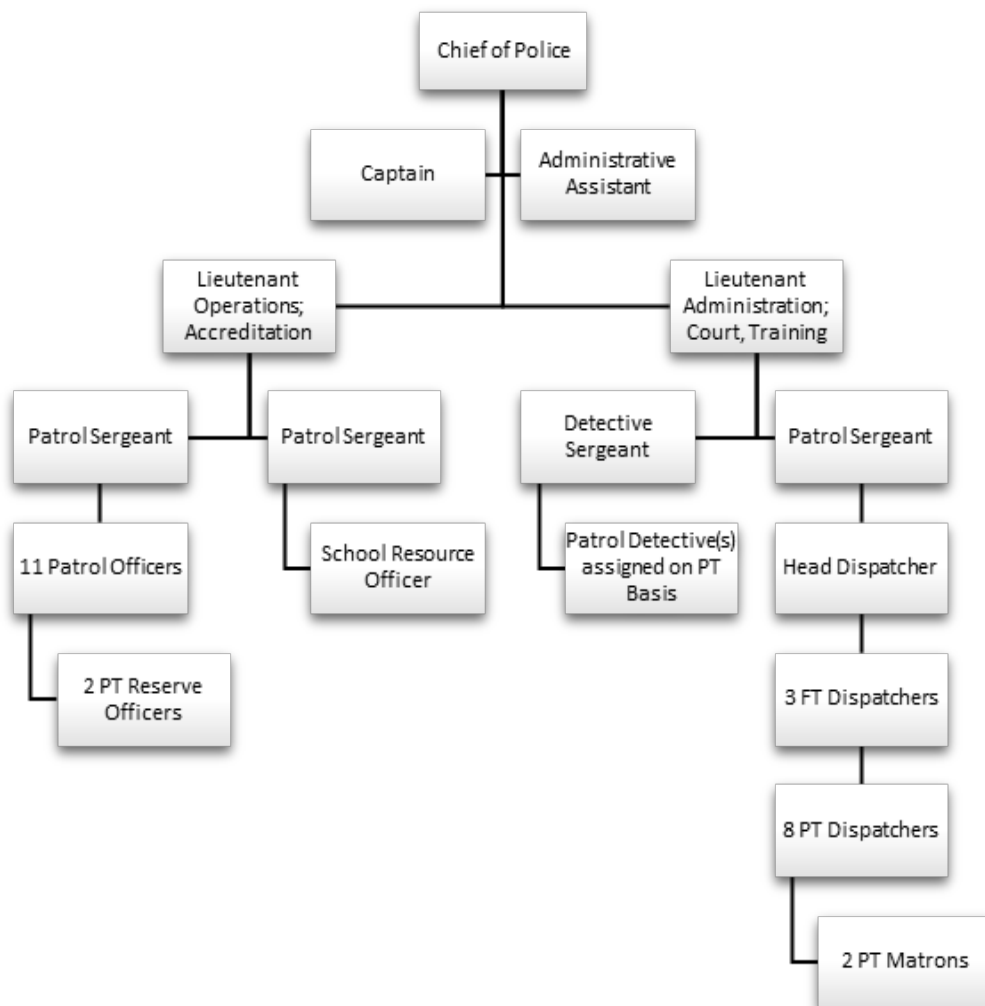 Chief of Police
Captain
Administrative
Assistant
Lieutenant
Operations;
Accreditation
Lieutenant
Administration;
Court, Training
Patrol Sergeant
Patrol Sergeant
Detective
Sergeant
Patrol Sergeant
11 Patrol Officers
School Resource
Officer
Patrol Detective(s)
assigned on PT
Basis
Head Dispatcher
2 PT Reserve
Officers
3 FT Dispatchers
8 PT Dispatchers
2 PT Matrons